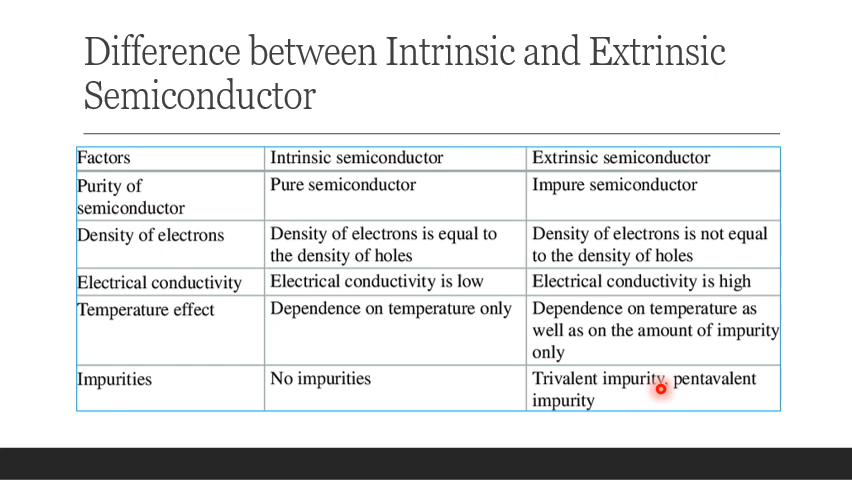 Difference between Intrinsic and Extrinsic
Semiconductor
Factors
Intrinsic semiconductor
Extrinsic semiconductor
Purity of
semiconductor
Pure semiconductor
Impure semiconductor
Density of electrons
Density of electrons is equal to
the density of holes
Density of electrons is not equal
to the density of holes
Electrical conductivity
Electrical conductivity is low
Electrical conductivity is high
Temperature effect
Dependence on temperature only
Dependence on temperature as
well as on the amount of impurity
only
Impurities
No impurities
Trivalent impurity, pentavalent
impurity